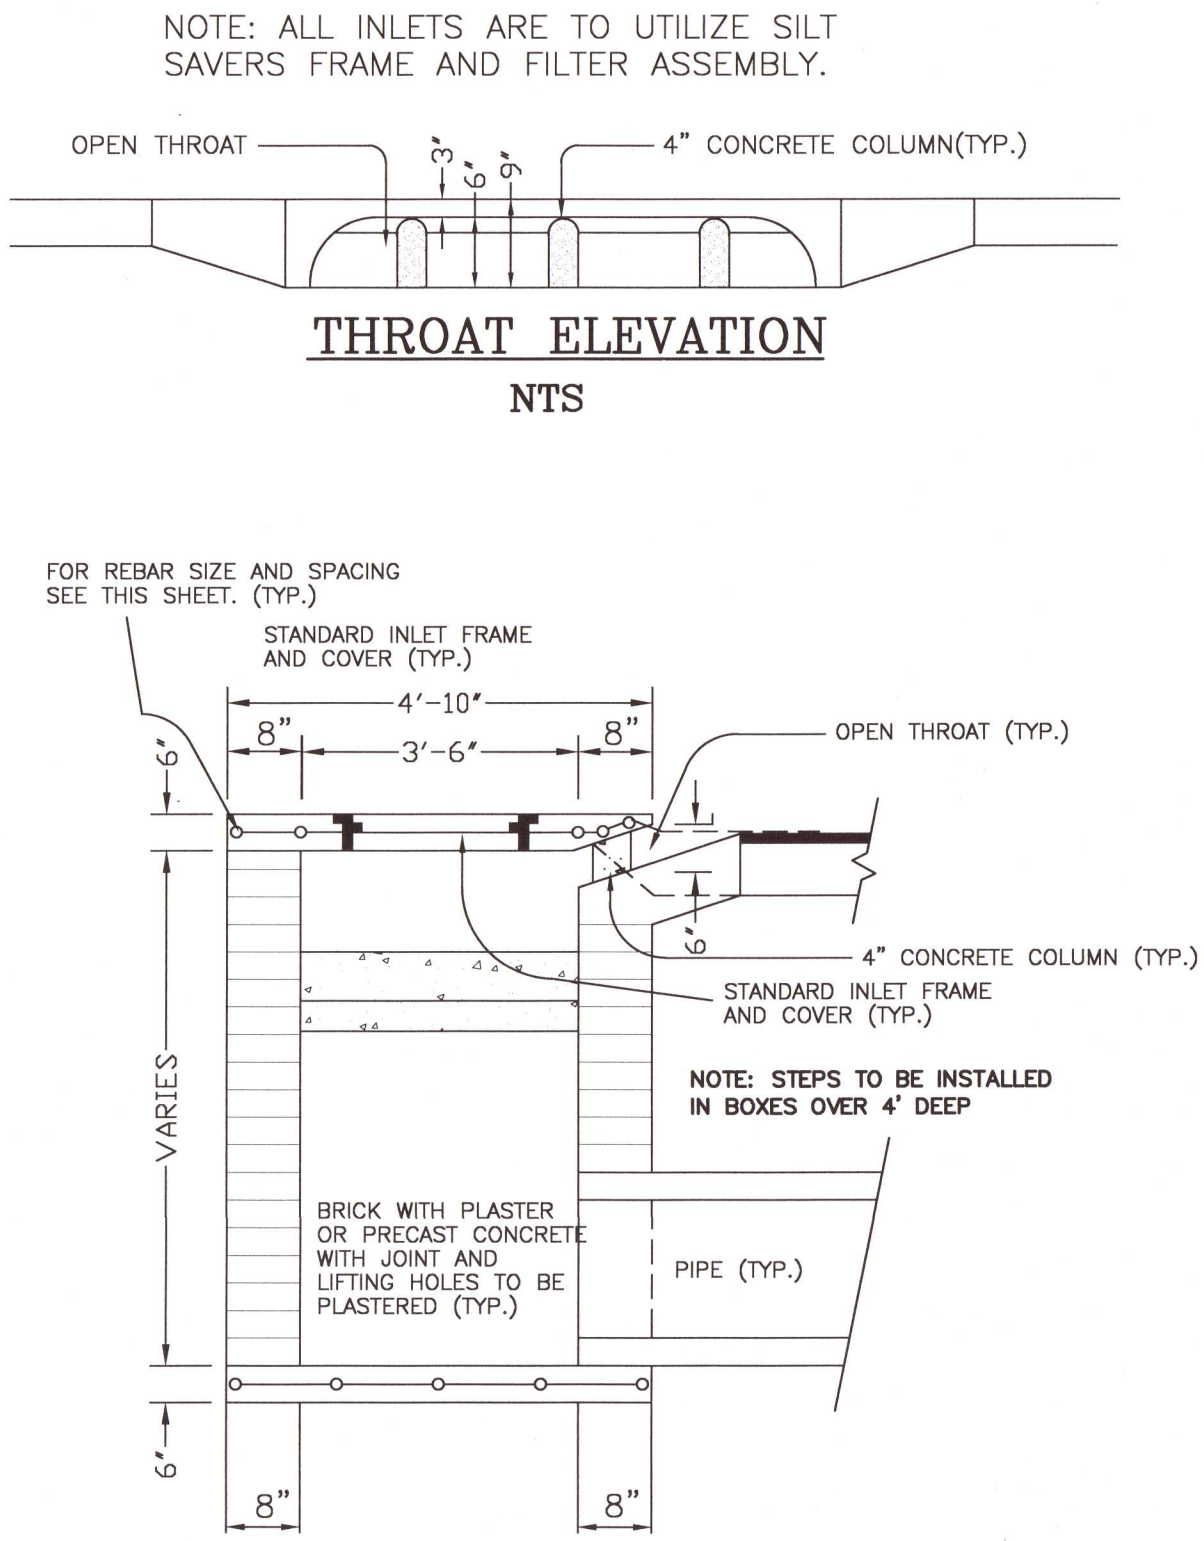 NOTE: ALL INLETS ARE TO UTILIZE SILT
SAVERS FRAME AND FILTER ASSEMBLY.
OPEN THROAT
3"
6"
9"
4" CONCRETE COLUMN(TYP.)
THROAT ELEVATION
NTS
FOR REBAR SIZE AND SPACING
SEE THIS SHEET. (TYP.)
STANDARD INLET FRAME
AND COVER (TYP.)
4'-10"
8"
3'-6"
8"
6"
OPEN THROAT (TYP.)
6"
4" CONCRETE COLUMN (TYP.)
STANDARD INLET FRAME
AND COVER (TYP.)
NOTE: STEPS TO BE INSTALLED
IN BOXES OVER 4' DEEP
VARIES
BRICK WITH PLASTER
OR PRECAST CONCRETE
WITH JOINT AND
LIFTING HOLES TO BE
PLASTERED (TYP.)
PIPE (TYP.)
6"
8"
8"